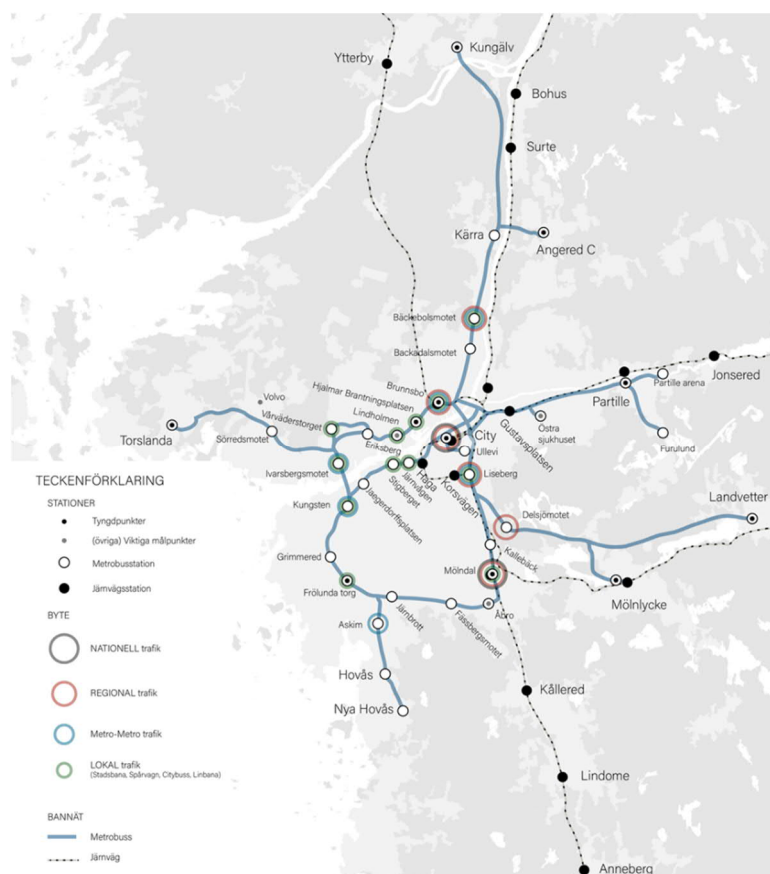 Ytterby
Kungälv
Bohus
Surte
Kärra
Angered C
Bäckebolsmotet
Backadalsmotet
Brunnsbo
Hjalmar Brantningsplatsen
Lindholmen
Volvo
Vårväderstorget
Torslanda
Sörredsmotet
Eriksberg
City
Ullevi
Gustavsplatsen
Östra
sjukhuset
Partille
Partille arena
Jonsered
Furulund
Ivarsbergsmotet
Stigberget
Järnvågen
Haga
Korsvägen
Liseberg
Kungsten
Jaegerdorffsplatsen
Delsjömotet
Landvetter
Grimmered
Kallebäck
Mölndal
Mölnlycke
Frölunda torg
Järnbrott
Fässbergsmotet
Åbro
Askim
Hovås
Nya Hovås
Kållered
Lindome
Anneberg
TECKENFÖRKLARING
STATIONER
Tyngdpunkter
(övriga) Viktiga målpunkter
Metrobusstation
Järnvägsstation
BYTE
NATIONELL trafik
REGIONAL trafik
Metro-Metro trafik
LOKAL trafik
(Stadsbana, Spårvagn, Citybuss, Linbana)
BANNÄT
Metrobuss
Järnväg